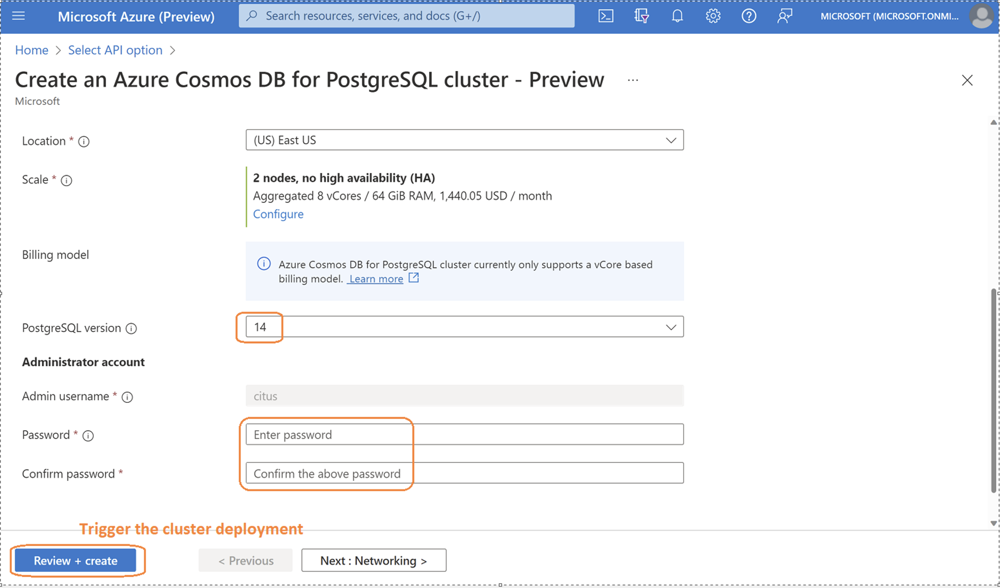 Microsoft Azure (Preview)
Search resources, services, and docs (G+/)
MICROSOFT (MICROSOFT.ONMI...
Home > Select API option >
Create an Azure Cosmos DB for PostgreSQL cluster - Preview ...
Microsoft
Location *
(US) East US
Scale *
2 nodes, no high availability (HA)
Aggregated 8 vCores / 64 GiB RAM, 1,440.05 USD / month
Configure
Billing model
Azure Cosmos DB for PostgreSQL cluster currently only supports a vCore based
billing model. Learn more
PostgreSQL version
14
Administrator account
Admin username *
citus
Password *
Enter password
Confirm password *
Confirm the above password
Trigger the cluster deployment
Review + create
< Previous
Next : Networking >